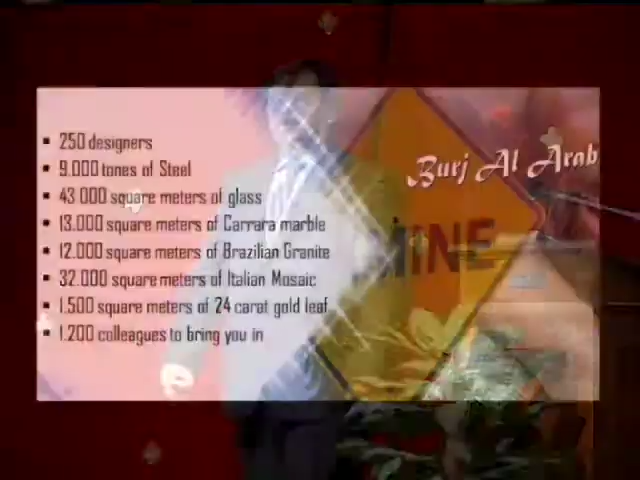 250 designers
9.000 tones of Steel
43 000 square meters of glass
13.000 square meters of Carrara marble
12.000 square meters of Brazilian Granite
32.000 square meters of Italian Mosaic
1.500 square meters of 24 carat gold leaf
1.200 colleagues to bring you in
Burj Al Arab
MINE